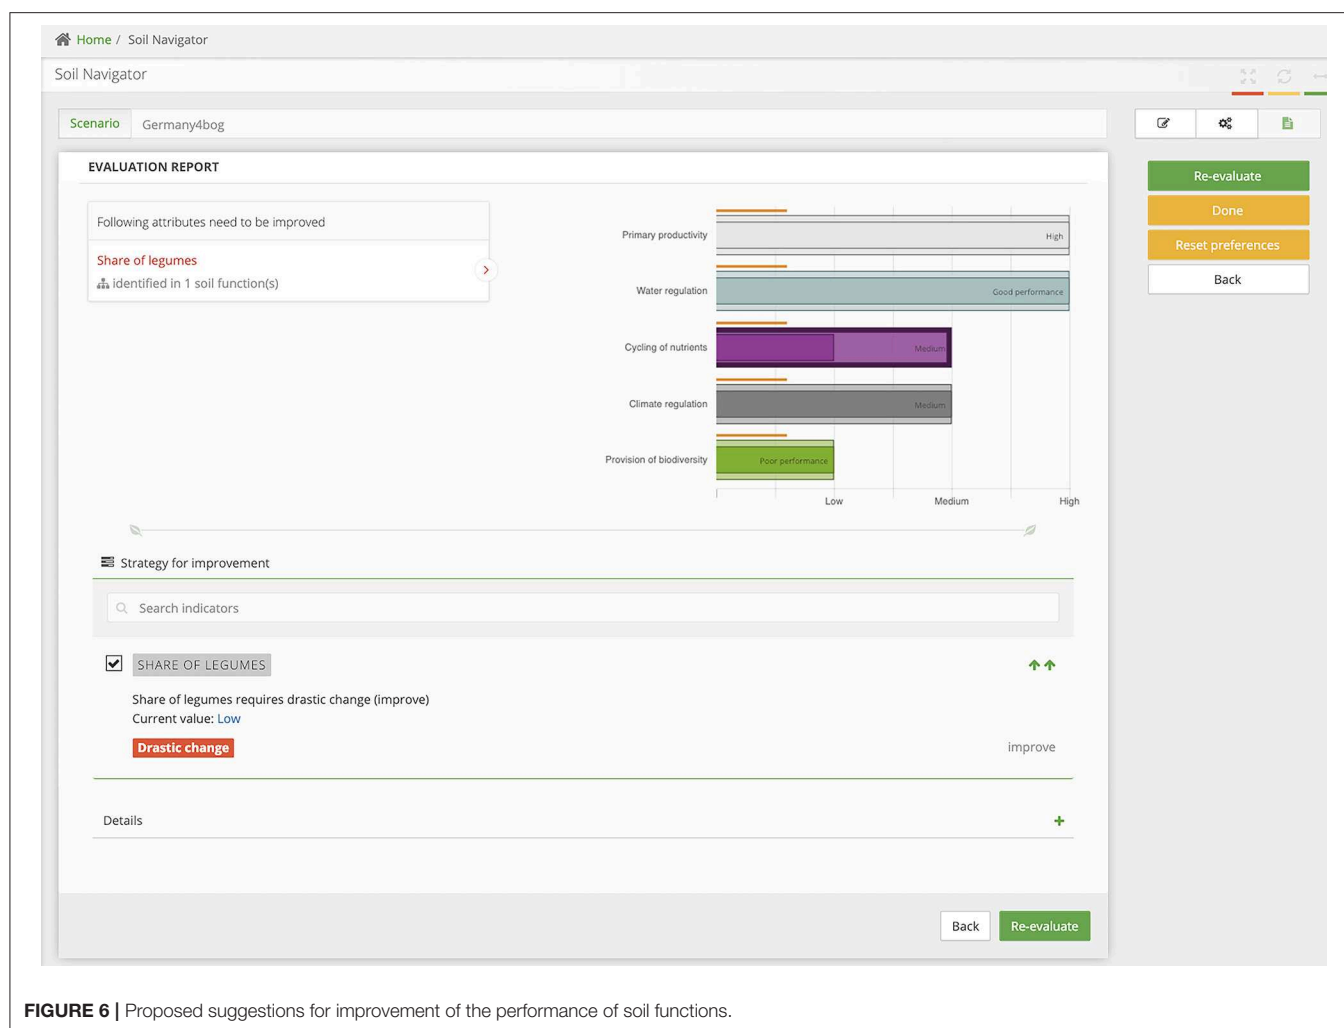 Home / Soil Navigator
Soil Navigator
Scenario Germany4bog
EVALUATION REPORT
Following attributes need to be improved
Share of legumes
identified in 1 soil function(s)
Primary productivity High
Water regulation Good performance
Cycling of nutrients Medium
Climate regulation Medium
Provision of biodiversity Poor performance
Low Medium High
Re-evaluate
Done
Reset preferences
Back
Strategy for improvement
Search indicators
SHARE OF LEGUMES
Share of legumes requires drastic change (improve)
Current value: Low
Drastic change improve
Details
Back Re-evaluate
FIGURE 6 | Proposed suggestions for improvement of the performance of soil functions.